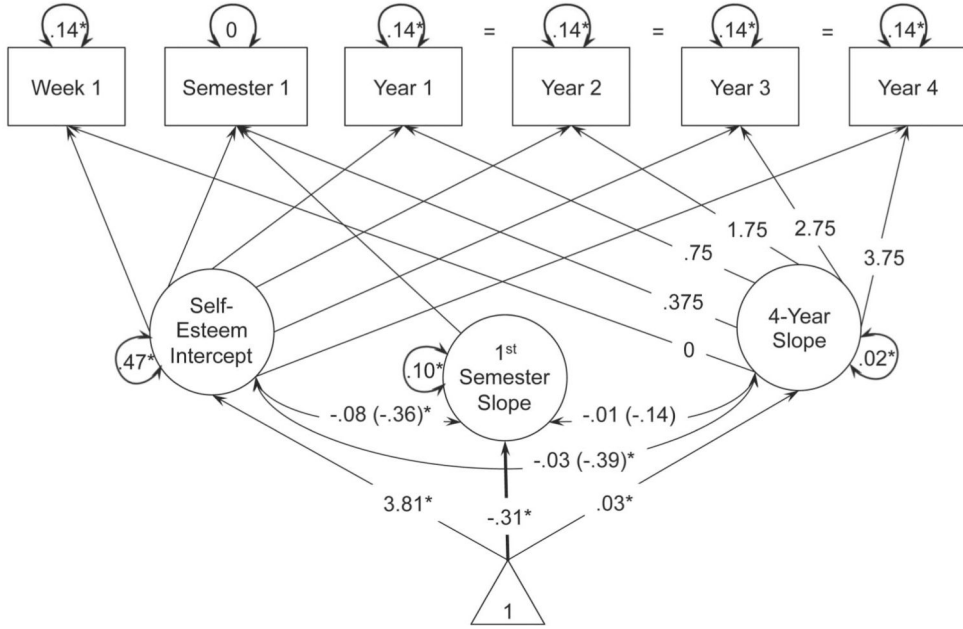 .14* 0 .14* = .14* = .14* = .14*
Week 1 Semester 1 Year 1 Year 2 Year 3 Year 4
1.75 2.75
.75 3.75
.375
0
Self-
Esteem
Intercept
4-Year
Slope
.47*
.10*
1st
Semester
Slope
.02*
-.08 (-.36)* -.01 (-.14)
-.03 (-.39)*
3.81* -.31* .03*
1